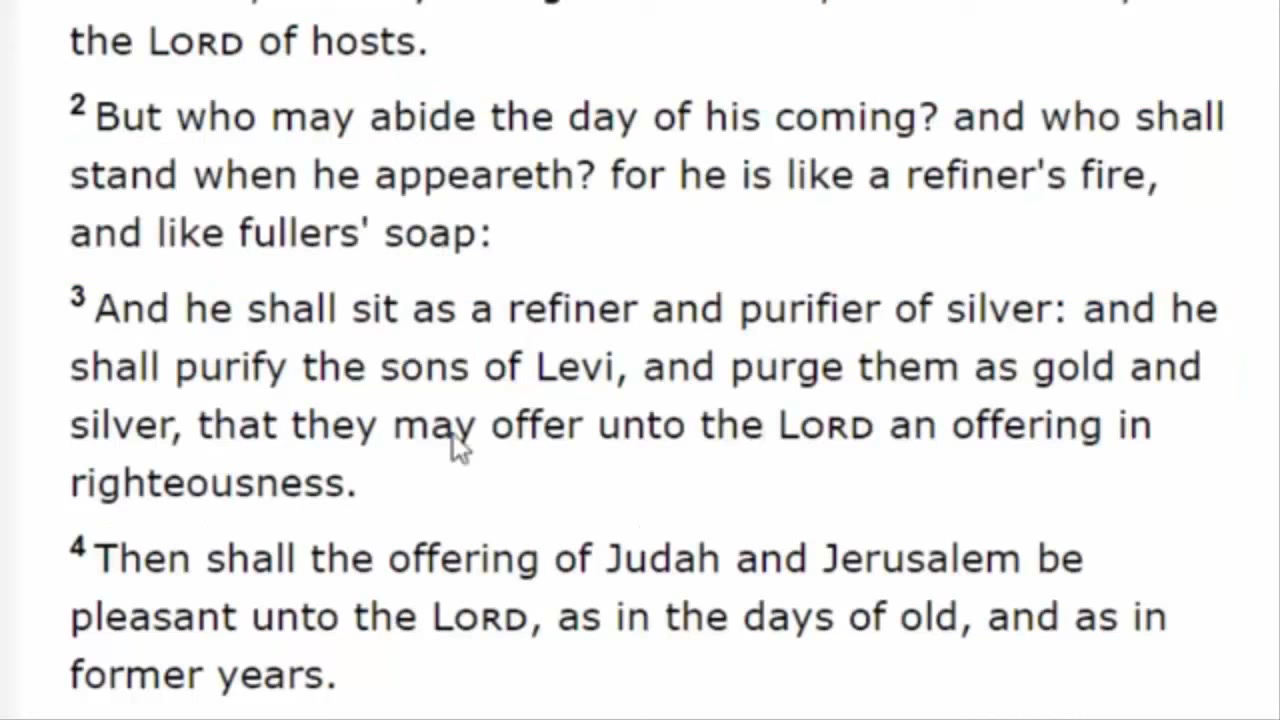 the LORD of hosts.
2 But who may abide the day of his coming? and who shall
stand when he appeareth? for he is like a refiner's fire,
and like fullers' soap:
3 And he shall sit as a refiner and purifier of silver: and he
shall purify the sons of Levi, and purge them as gold and
silver, that they may offer unto the LORD an offering in
righteousness.
4 Then shall the offering of Judah and Jerusalem be
pleasant unto the LORD, as in the days of old, and as in
former years.